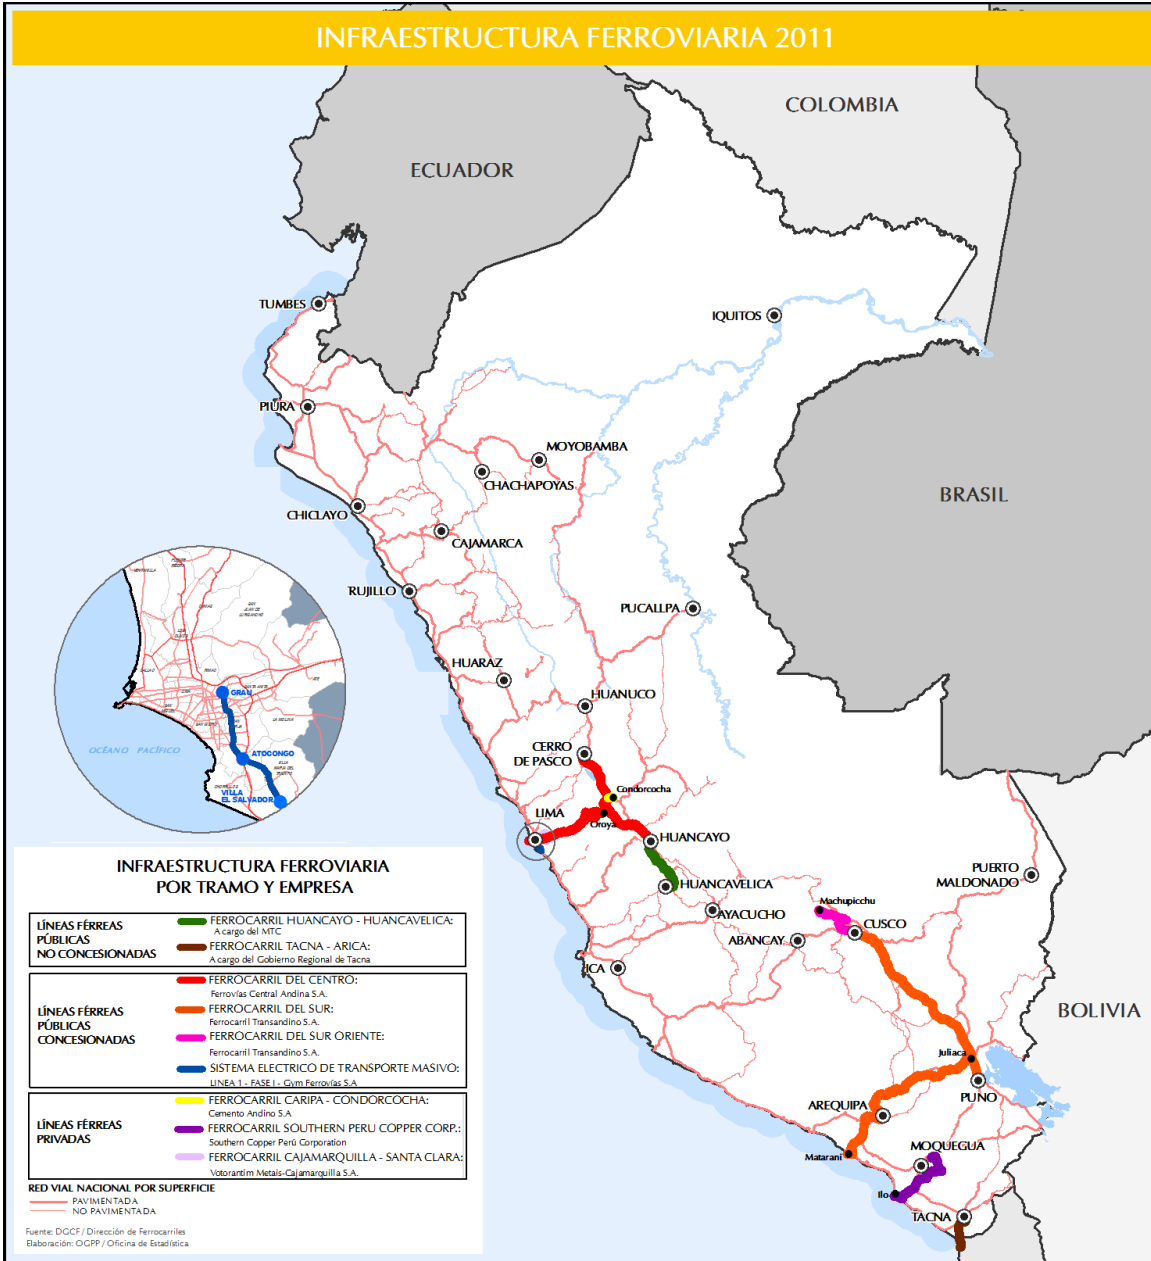 INFRAESTRUCTURA FERROVIARIA 2011
COLOMBIA
ECUADOR
TUMBES
IQUITOS
PIURA
MOYOBAMBA
CHACHAPOYAS
BRASIL
CHICLAYO
CAJAMARCA
TRUJILLO
PUCALLPA
HUARAZ
HUANUCO
GRAU
OCÉANO PACÍFICO
ATOCONGO
VILLA
EL SALVADOR
LA MOLINA
CERRO
DE PASCO
Condorcocha
LIMA
Oroya
HUANCAYO
HUANCAVELICA
PUERTO
MALDONADO
Machupicchu
AYACUCHO
CUSCO
ABANCAY
ICA
BOLIVIA
Juliaca
PUNO
AREQUIPA
MOQUEGUA
Matarani
Ilo
TACNA
INFRAESTRUCTURA FERROVIARIA
POR TRAMO Y EMPRESA
LÍNEAS FÉRREAS
PÚBLICAS
NO CONCESIONADAS
FERROCARRIL HUANCAYO - HUANCAVELICA:
A cargo del MTC
FERROCARRIL TACNA - ARICA:
A cargo del Gobierno Regional de Tacna
LÍNEAS FÉRREAS
PÚBLICAS
CONCESIONADAS
FERROCARRIL DEL CENTRO:
Ferrovías Central Andina S.A.
FERROCARRIL DEL SUR:
Ferocarril Transandino S.A.
FERROCARRIL DEL SUR ORIENTE:
Ferocarril Transandino S.A.
SISTEMA ELECTRICO DE TRANSPORTE MASIVO:
LINEA 1 - FASE I - Gym Ferrovías S.A
LÍNEAS FÉRREAS
PRIVADAS
FERROCARRIL CARIPA - CONDORCOCHA:
Cemento Andino S.A
FERROCARRIL SOUTHERN PERU COPPER CORP.:
Southern Copper Perú Corporation
FERROCARRIL CAJAMARQUILLA - SANTA CLARA:
Votorantim Metais-Cajamarquilla S.A.
RED VIAL NACIONAL POR SUPERFICIE
PAVIMENTADA
NO PAVIMENTADA
Fuente: DGCF / Dirección de Ferrocarriles
Elaboración: OGPP / Oficina de Estadística